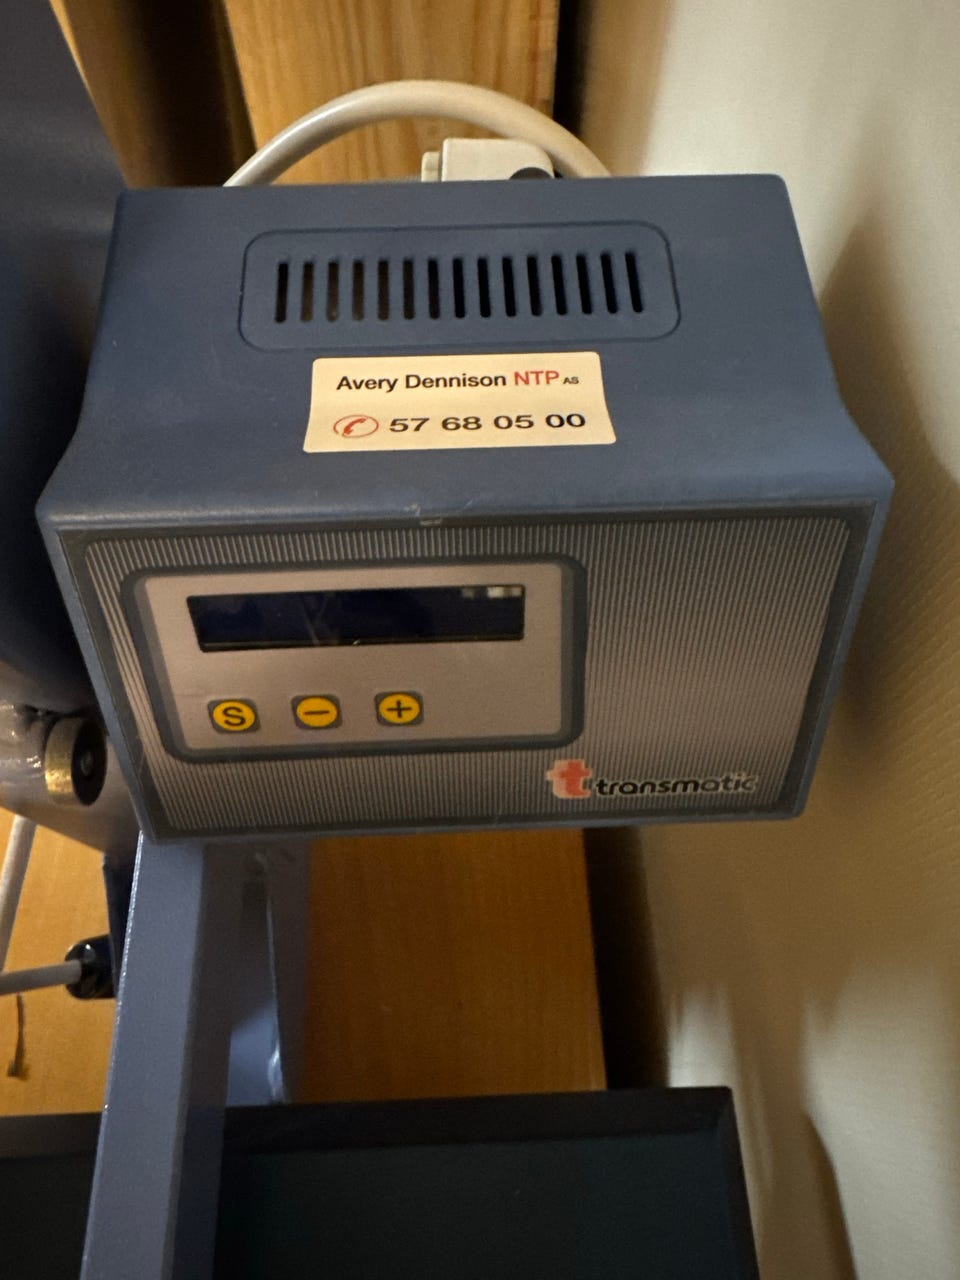 Avery Dennison NTP AS
57 68 05 00
S − +
t transmatic